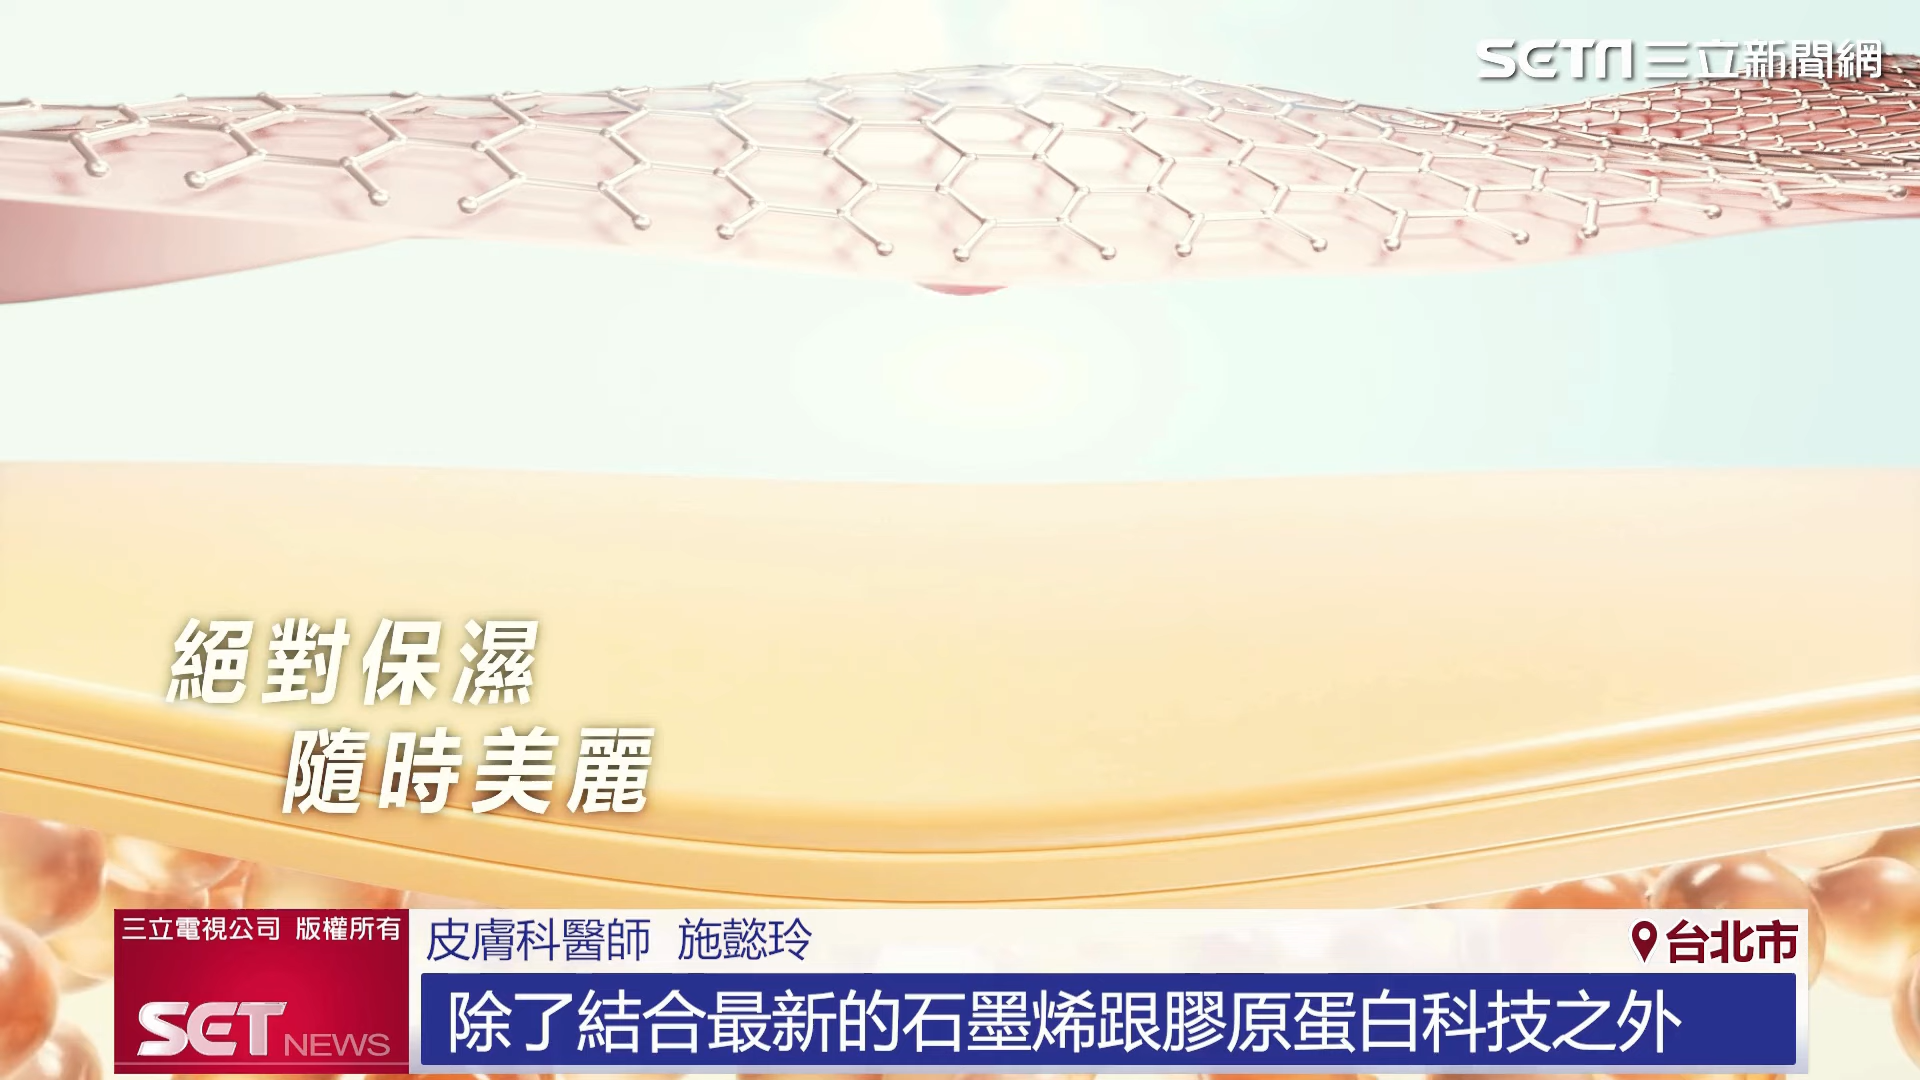 SETN三立新聞網
絕對保濕
隨時美麗
三立電視公司 版權所有
皮膚科醫師 施懿玲
台北市
SET NEWS
除了結合最新的石墨烯跟膠原蛋白科技之外